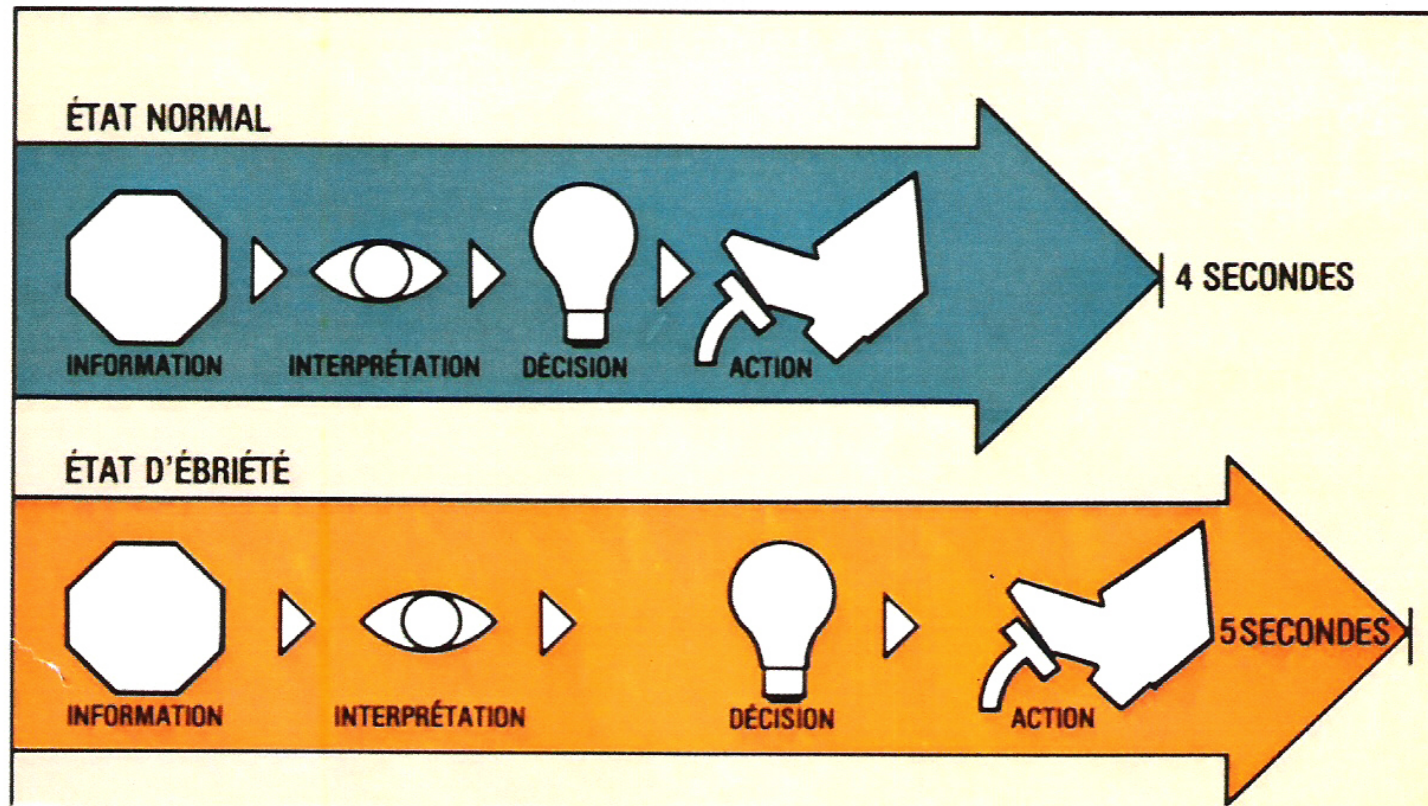 ÉTAT NORMAL
INFORMATION INTERPRÉTATION DÉCISION ACTION
4 SECONDES
ÉTAT D'ÉBRIÉTÉ
INFORMATION INTERPRÉTATION DÉCISION ACTION
5 SECONDES